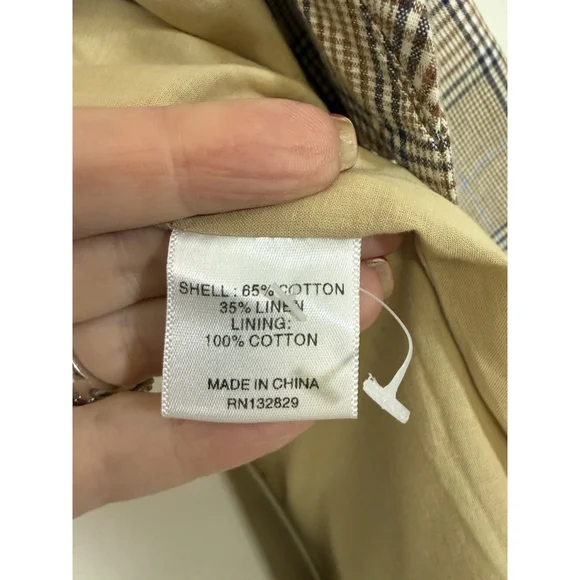 SHELL : 65% COTTON
35% LINEN
LINING:
100% COTTON
MADE IN CHINA
RN132829